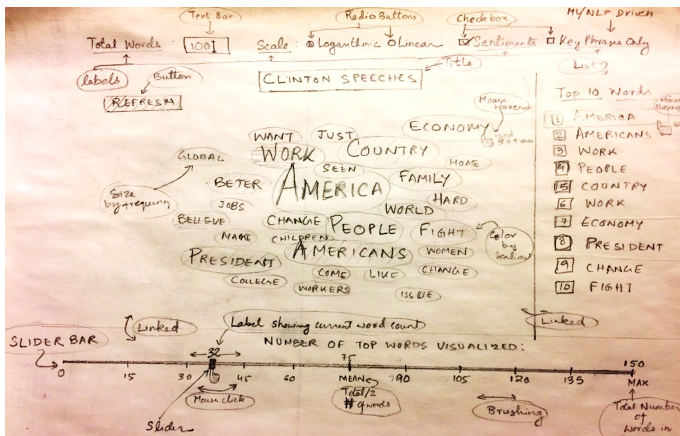 Text Bar Radio Buttons Checkbox ML/NLP DRIVEN
Total Words: 100 Scale: Logarithmic Linear Sentiments Key Phrases Only
Labels Button Title List?
CLINTON SPEECHES
REFRESH
Top 10 Words
Mouse Hovered
WANT JUST ECONOMY
GLOBAL WORK COUNTRY
SEEN HOME
Size by frequency
BETER AMERICA FAMILY
JOBS HARD
WORLD
BELIEVE CHANGE PEOPLE FIGHT
Color by
MAKE CHILDREN
AMERICANS WOMEN
PRESIDENT
COME LIKE CHANGE
COLLEGE
WORKERS ISSUE
1 AMERICA
2 AMERICANS
3 WORK
4 PEOPLE
5 COUNTRY
6 WORK
7 ECONOMY
8 PRESIDENT
9 CHANGE
10 FIGHT
Linked Label showing current word count Linked
SLIDER BAR 32 NUMBER OF TOP WORDS VISUALIZED:
75 150
0 15 30 45 60 MEAN 90 105 120 135 MAX
Mouse click Total/2 # of words Brushing Total Number of Words in
Slider